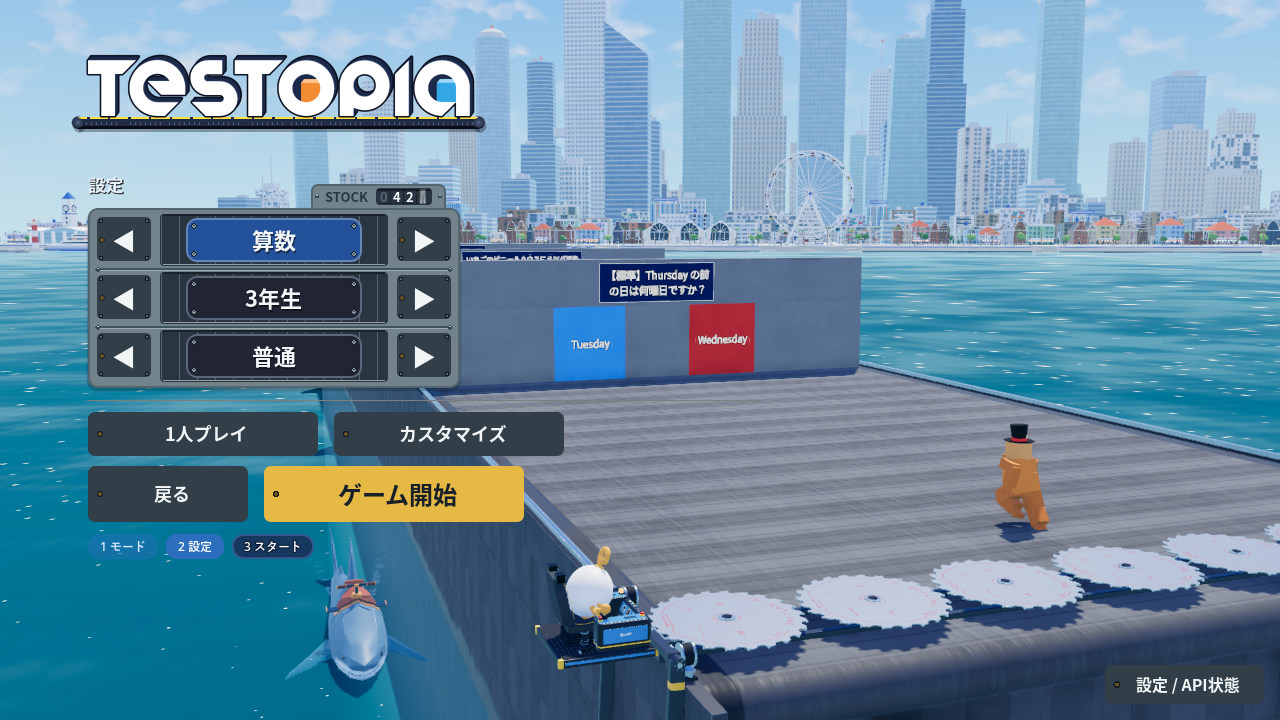 TESTOPIA
設定
STOCK 042
算数
3年生
【標準】Thursday の前
の日は何曜日ですか？
普通
Tuesday
Wednesday
1人プレイ
カスタマイズ
戻る
ゲーム開始
1 モード
2 設定
3 スタート
設定 / API状態